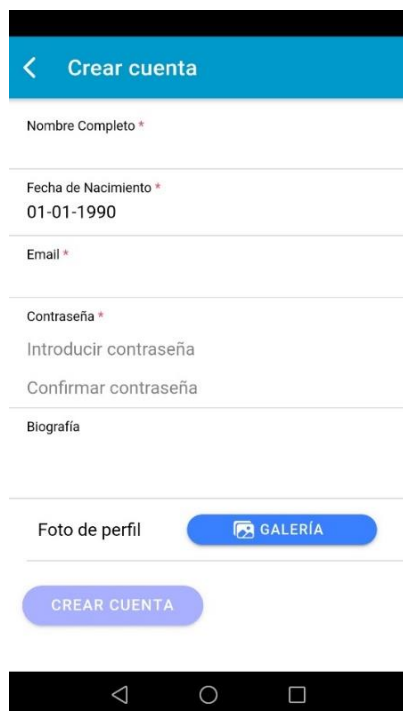 Crear cuenta
Nombre Completo *
Fecha de Nacimiento *
01-01-1990
Email *
Contraseña *
Introducir contraseña
Confirmar contraseña
Biografía
Foto de perfil
GALERÍA
CREAR CUENTA